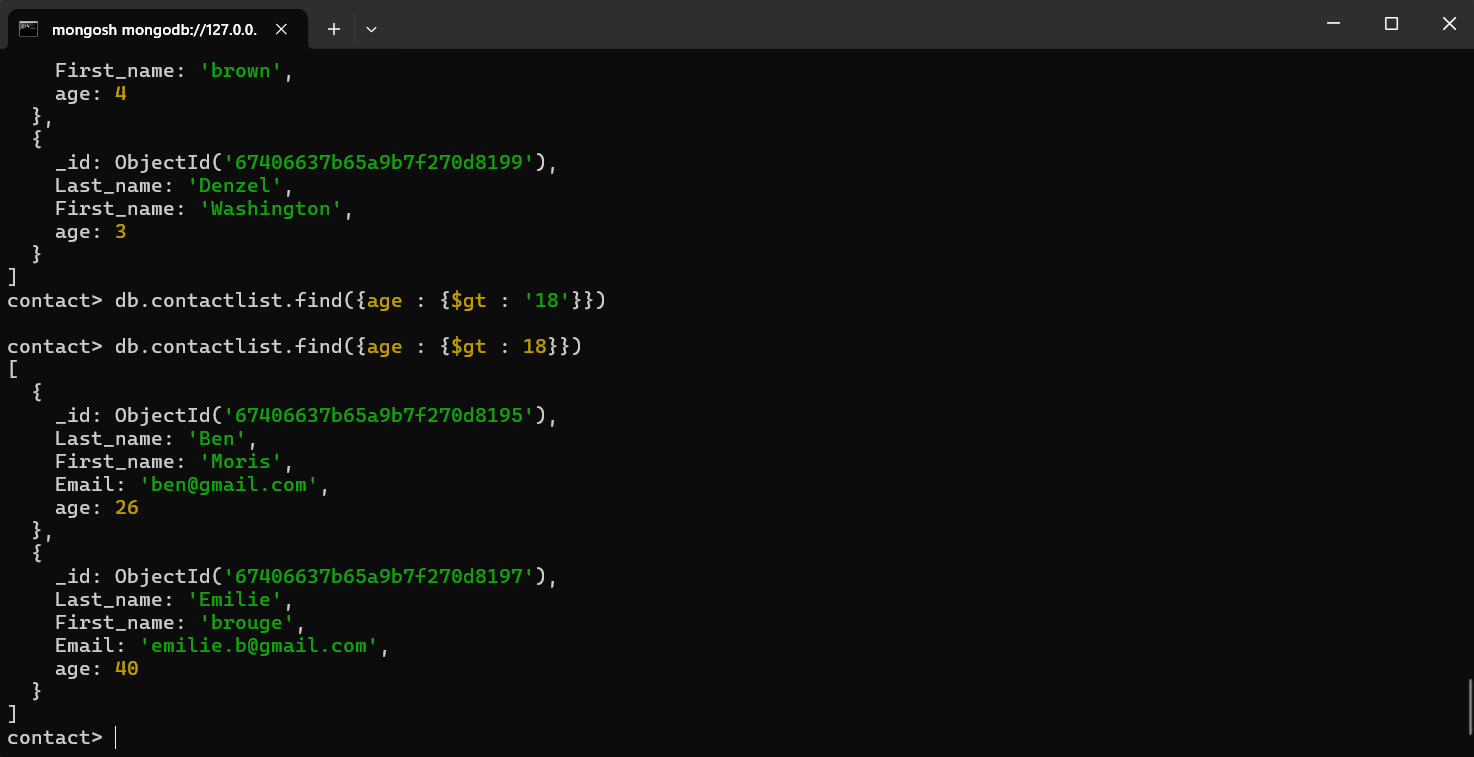 mongosh mongodb://127.0.0.
First_name: 'brown',
age: 4
},
{
_id: ObjectId('67406637b65a9b7f270d8199'),
Last_name: 'Denzel',
First_name: 'Washington',
age: 3
}
]
contact> db.contactlist.find({age : {$gt : '18'}})
contact> db.contactlist.find({age : {$gt : 18}})
[
{
_id: ObjectId('67406637b65a9b7f270d8195'),
Last_name: 'Ben',
First_name: 'Moris',
Email: 'ben@gmail.com',
age: 26
},
{
_id: ObjectId('67406637b65a9b7f270d8197'),
Last_name: 'Emilie',
First_name: 'brouge',
Email: 'emilie.b@gmail.com',
age: 40
}
]
contact>